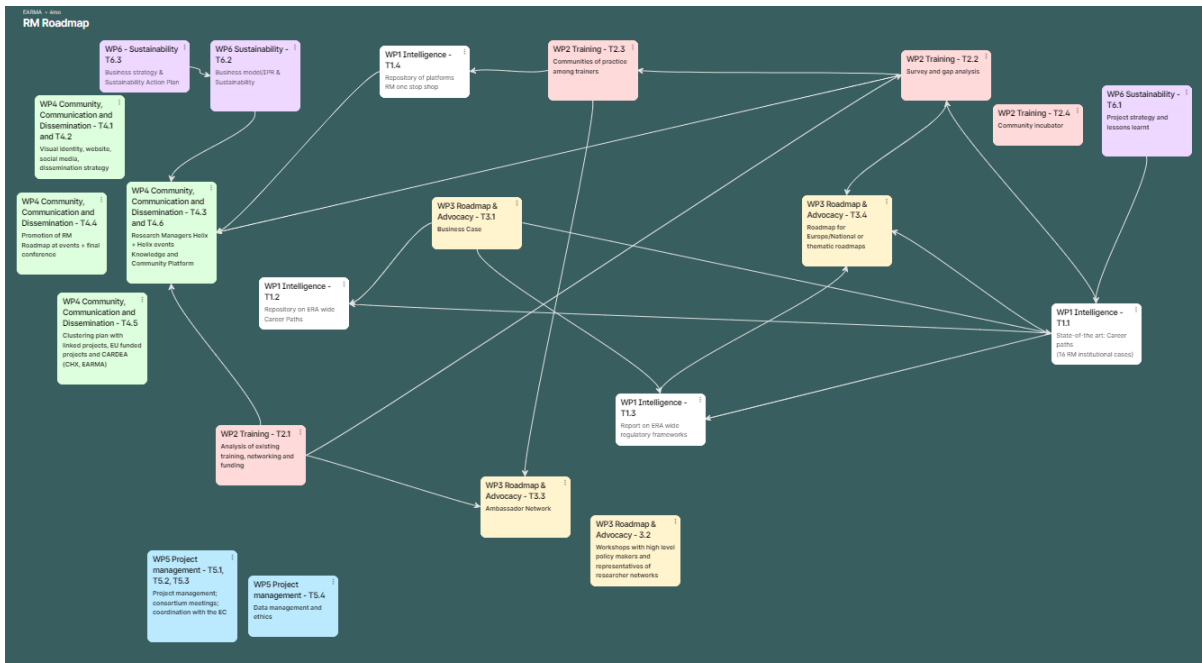 EARMA + 4mo
RM Roadmap
WP6 - Sustainability -
T6.3
Business strategy &
Sustainability Action Plan
WP6 Sustainability -
T6.2
Business model/EPR &
Sustainability
WP1 Intelligence -
T1.4
Repository of platforms
RM one stop shop
WP2 Training - T2.3
Communities of practice
among trainers
WP2 Training - T2.2
Survey and gap analysis
WP2 Training - T2.4
Community incubator
WP6 Sustainability -
T6.1
Project strategy and
lessons learnt
WP4 Community,
Communication and
Dissemination - T4.1
and T4.2
Visual identity, website,
social media,
dissemination strategy
WP4 Community,
Communication and
Dissemination - T4.4
Promotion of RM
Roadmap at events + final
conference
WP4 Community,
Communication and
Dissemination - T4.3
and T4.6
Research Managers Helix
+ Helix events
Knowledge and
Community Platform
WP3 Roadmap &
Advocacy - T3.1
Business Case
WP3 Roadmap &
Advocacy - T3.4
Roadmap for
Europe/National or
thematic roadmaps
WP1 Intelligence -
T1.2
Repository on ERA wide
Career Paths
WP4 Community,
Communication and
Dissemination - T4.5
Clustering plan with
linked projects, EU funded
projects and CARDEA
(CHX, EARMA)
WP1 Intelligence -
T1.1
State-of-the art: Career
paths
(16 RM institutional cases)
WP1 Intelligence -
T1.3
Report on ERA wide
regulatory frameworks
WP2 Training - T2.1
Analysis of existing
training, networking and
funding
WP3 Roadmap &
Advocacy - T3.3
Ambassador Network
WP3 Roadmap &
Advocacy - 3.2
Workshops with high level
policy makers and
representatives of
researcher networks
WP5 Project
management - T5.1,
T5.2, T5.3
Project management;
consortium meetings;
coordination with the EC
WP5 Project
management - T5.4
Data management and
ethics